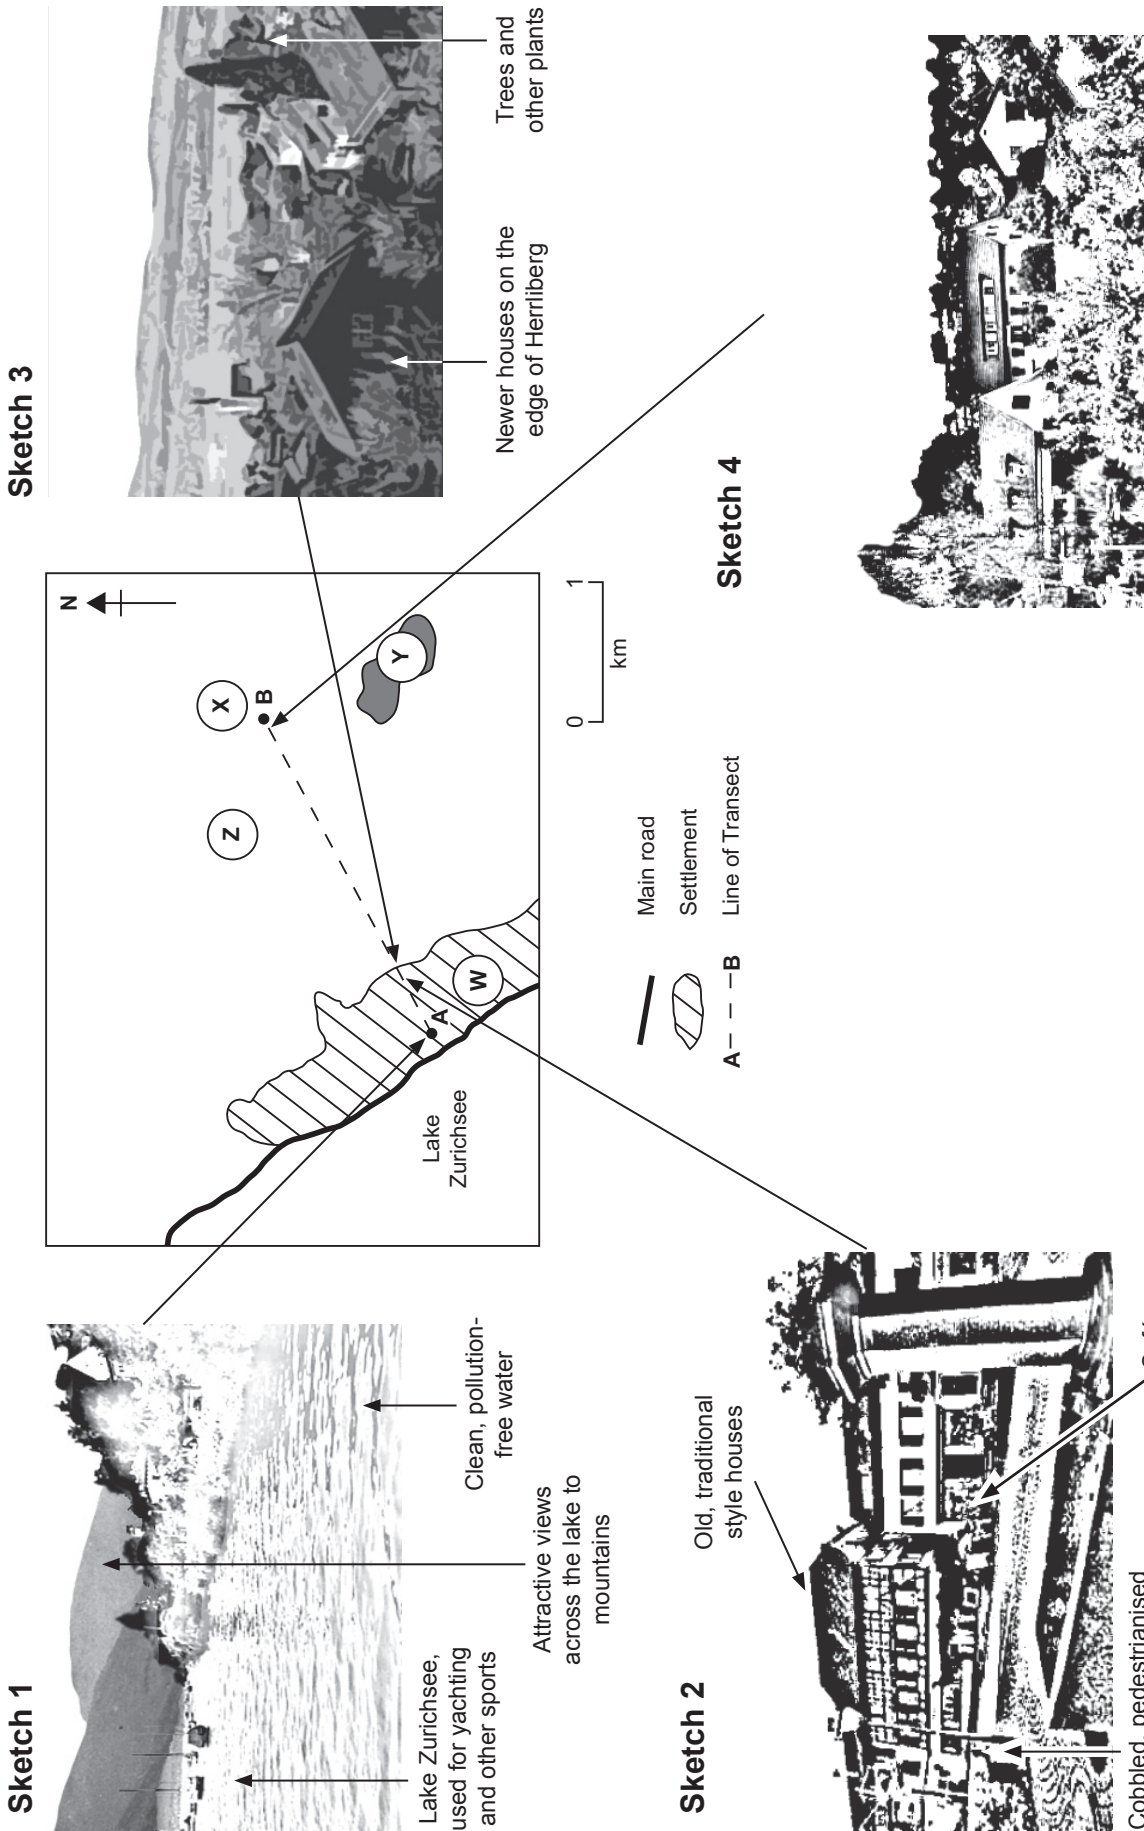 Sketch 1
Lake Zurichsee,
used for yachting
and other sports
Attractive views
across the lake to
mountains
Clean, pollution-
free water
Sketch 3
Newer houses on the
edge of Herrliberg
Trees and
other plants
N
Lake
Zurichsee
A
W
Z
X
B
Y
0
1
km
Main road
Settlement
A – – – B
Line of Transect
Sketch 2
Old, traditional
style houses
Cobbled, pedestrianised
Sketch 4